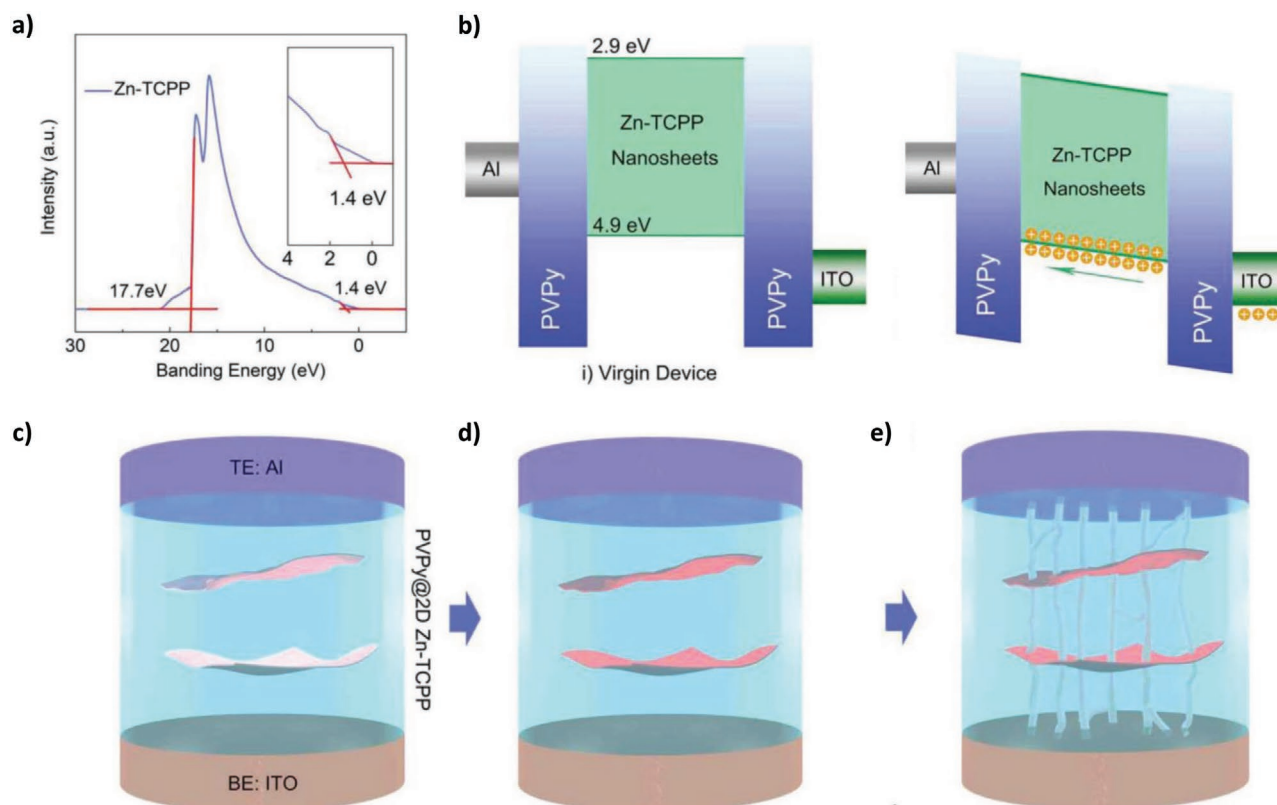 a)
Zn-TCPP
Intensity (a.u.)
17.7eV
1.4 eV
1.4 eV
4 2 0
30 20 10 0
Banding Energy (eV)
b)
2.9 eV
Zn-TCPP
Nanosheets
Al
4.9 eV
PVPy
PVPy
ITO
i) Virgin Device
Al
Zn-TCPP
Nanosheets
PVPy
PVPy
ITO
c)
TE: Al
PVPy@2D Zn-TCPP
BE: ITO
d)
e)